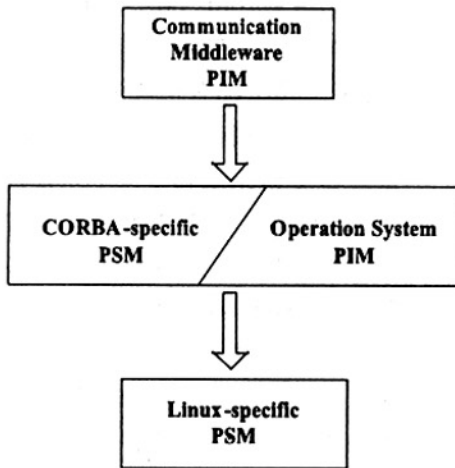 Communication
Middleware
PIM
CORBA-specific
PSM
Operation System
PIM
Linux-specific
PSM